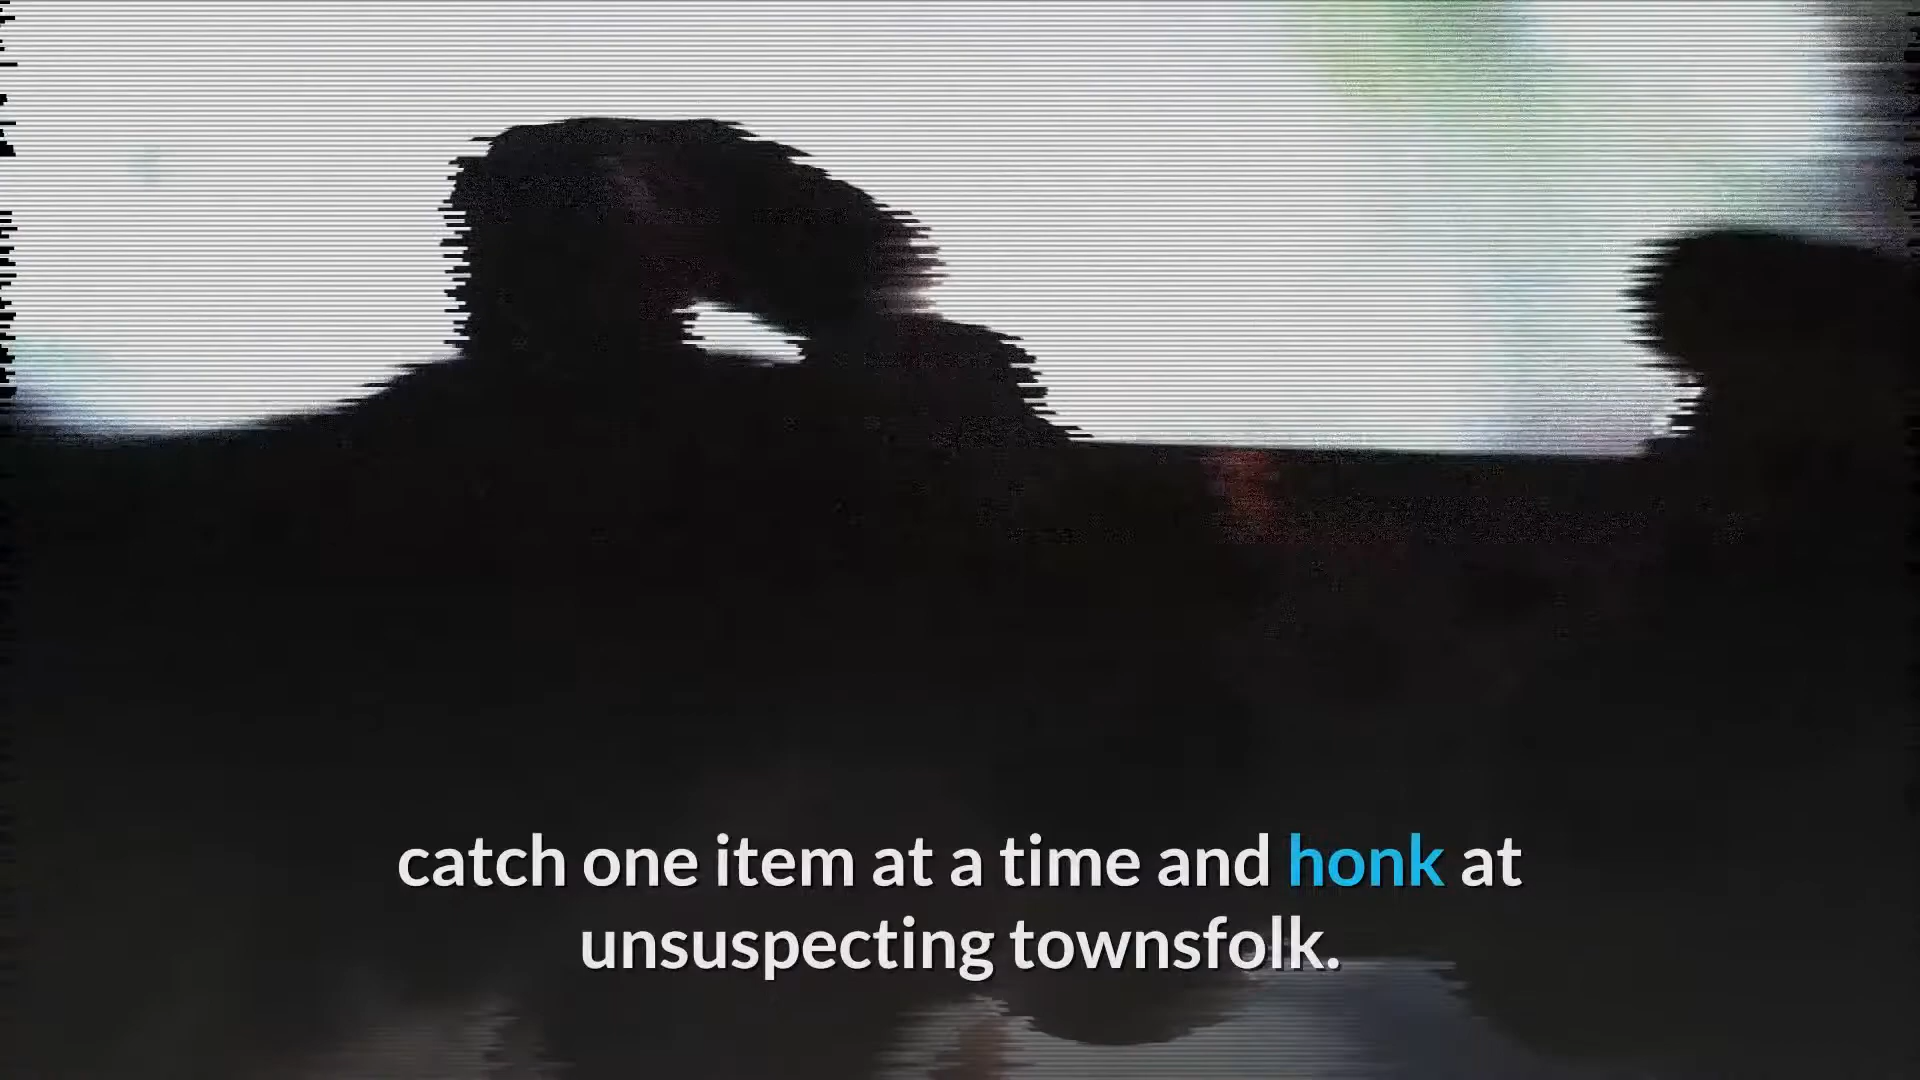 catch one item at a time and honk at
unsuspecting townsfolk.